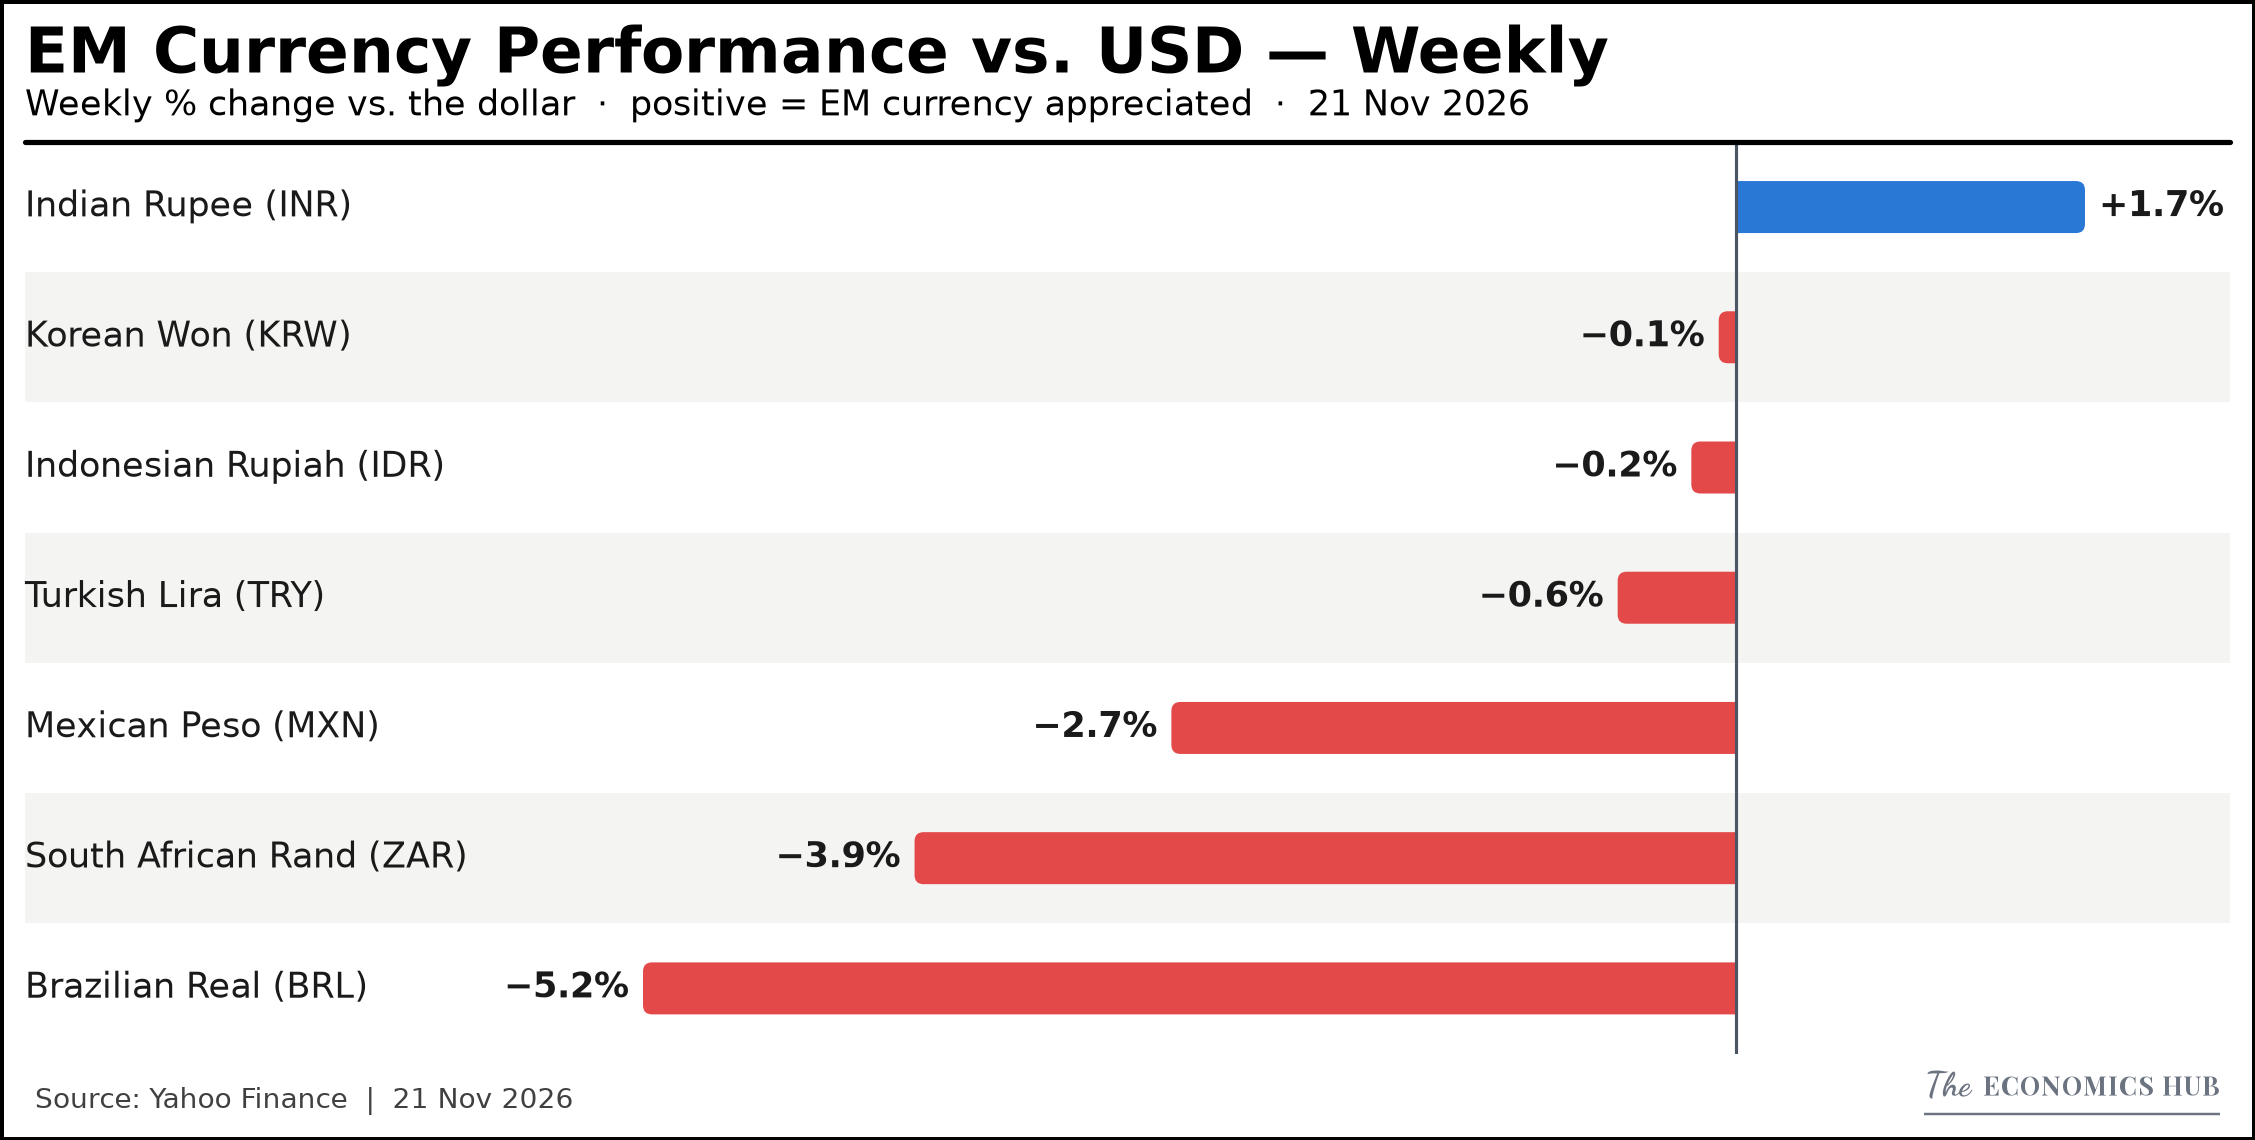 EM Currency Performance vs. USD — Weekly
Weekly % change vs. the dollar · positive = EM currency appreciated · 21 Nov 2026
Indian Rupee (INR) +1.7%
Korean Won (KRW) −0.1%
Indonesian Rupiah (IDR) −0.2%
Turkish Lira (TRY) −0.6%
Mexican Peso (MXN) −2.7%
South African Rand (ZAR) −3.9%
Brazilian Real (BRL) −5.2%
Source: Yahoo Finance | 21 Nov 2026
The ECONOMICS HUB